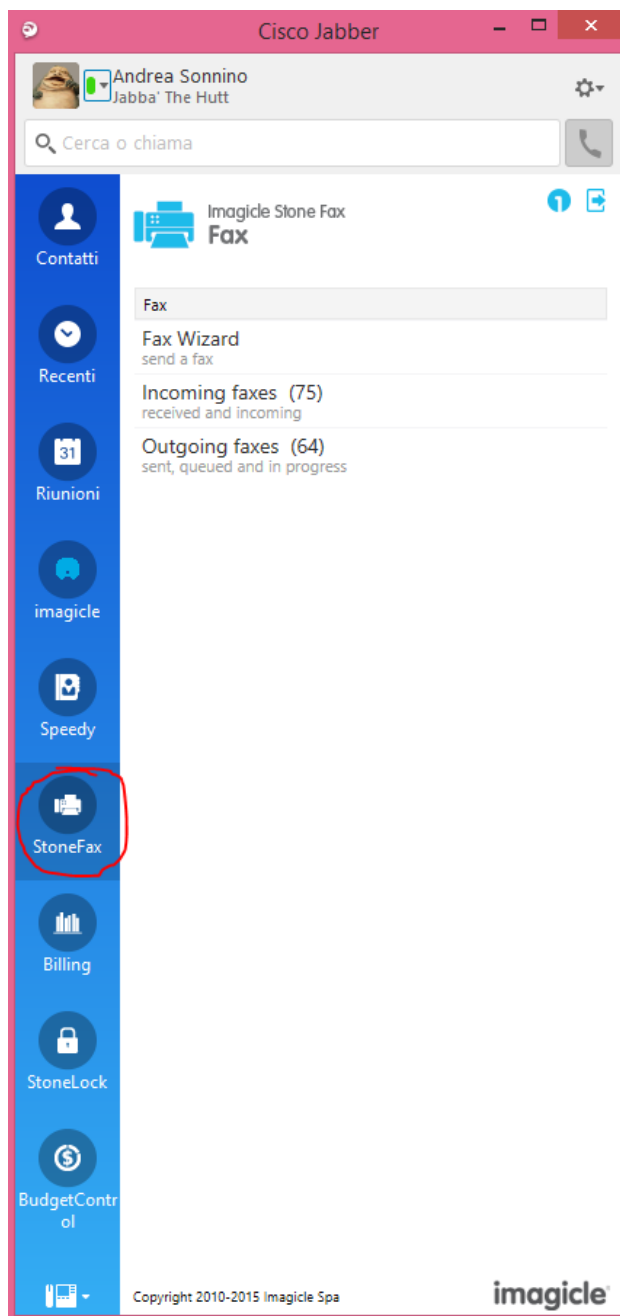 Cisco Jabber
Andrea Sonnino
Jabba' The Hutt
Cerca o chiama
Contatti
Recenti
31
Riunioni
imagicle
Speedy
StoneFax
Billing
StoneLock
BudgetContr
ol
Imagicle Stone Fax
Fax
Fax
Fax Wizard
send a fax
Incoming faxes (75)
received and incoming
Outgoing faxes (64)
sent, queued and in progress
Copyright 2010-2015 Imagicle Spa
imagicle